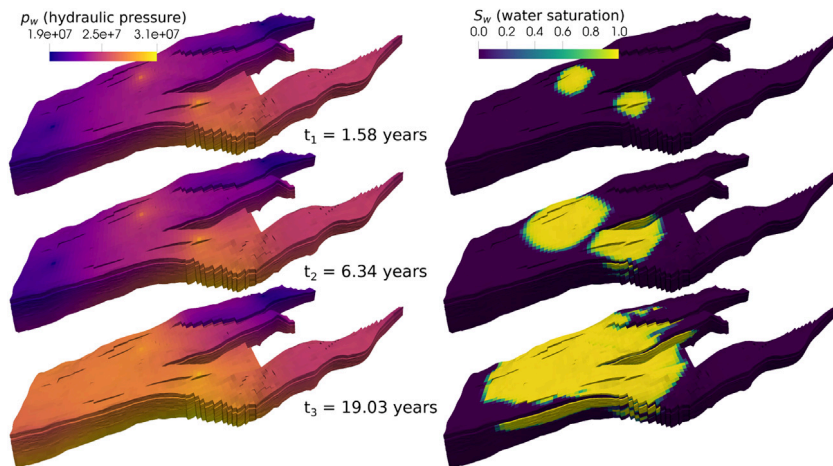 p_w (hydraulic pressure)
1.9e+07 2.5e+7 3.1e+07
S_w (water saturation)
0.0 0.2 0.4 0.6 0.8 1.0
t_1 = 1.58 years
t_2 = 6.34 years
t_3 = 19.03 years